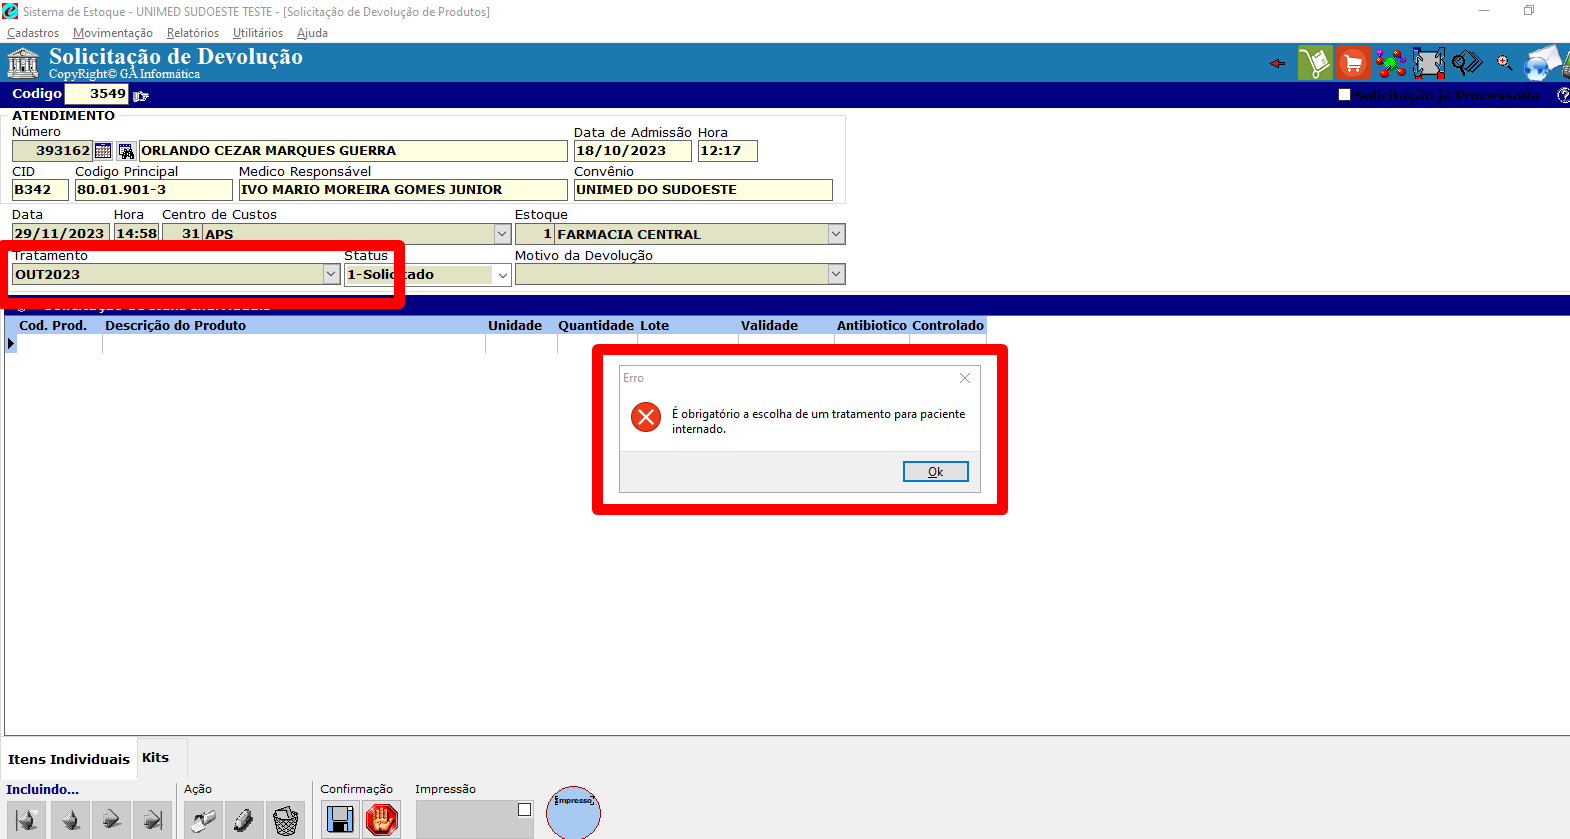 Sistema de Estoque - UNIMED SUDOESTE TESTE - [Solicitação de Devolução de Produtos]
Cadastros Movimentação Relatórios Utilitários Ajuda
Solicitação de Devolução
CopyRight© GA Informática
Codigo 3549
Solicitação já Processada
ATENDIMENTO
Número Data de Admissão Hora
393162 ORLANDO CEZAR MARQUES GUERRA 18/10/2023 12:17
CID Codigo Principal Medico Responsável Convênio
B342 80.01.901-3 IVO MARIO MOREIRA GOMES JUNIOR UNIMED DO SUDOESTE
Data Hora Centro de Custos Estoque
29/11/2023 14:58 31 APS 1 FARMACIA CENTRAL
Tratamento Status Motivo da Devolução
OUT2023 1-Solicitado
Cod. Prod. Descrição do Produto Unidade Quantidade Lote Validade Antibiotico Controlado
Erro
É obrigatório a escolha de um tratamento para paciente
internado.
Ok
Itens Individuais Kits
Incluindo... Ação Confirmação Impressão
Impresso